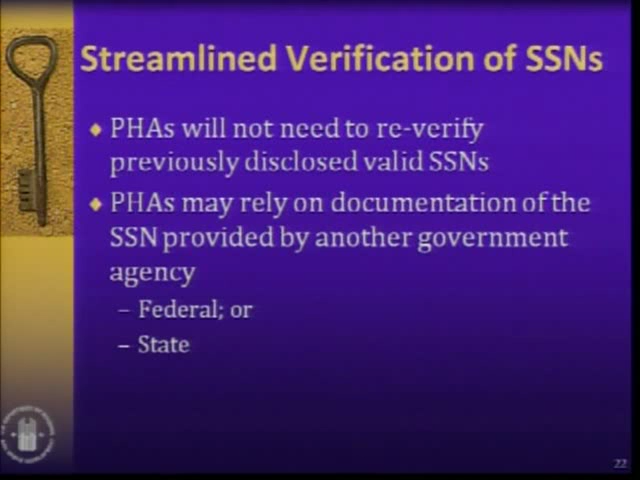 Streamlined Verification of SSNs
♦ PHAs will not need to re-verify
previously disclosed valid SSNs
♦ PHAs may rely on documentation of the
SSN provided by another government
agency
– Federal; or
– State
22